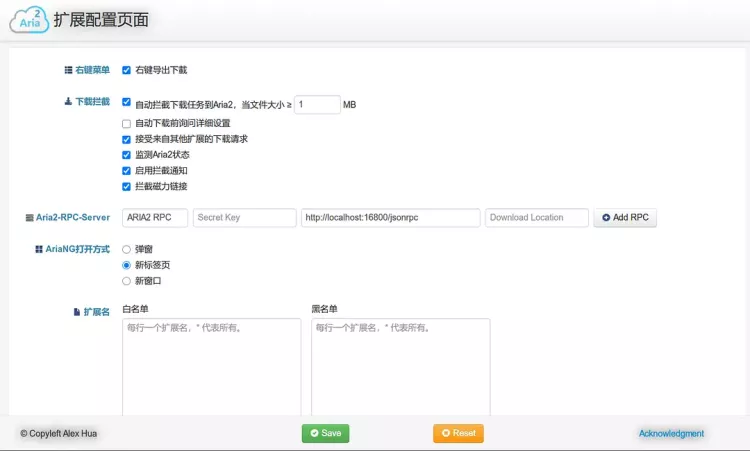 Aria 2 扩展配置页面
右键菜单 右键导出下载
下载拦截 自动拦截下载任务到Aria2，当文件大小 ≥ 1 MB
自动下载前询问详细设置
接受来自其他扩展的下载请求
监测Aria2状态
启用拦截通知
拦截磁力链接
Aria2-RPC-Server ARIA2 RPC Secret Key http://localhost:16800/jsonrpc Download Location Add RPC
AriaNG打开方式 弹窗
新标签页
新窗口
扩展名 白名单 黑名单
每行一个扩展名，* 代表所有。 每行一个扩展名，* 代表所有。
© Copyleft Alex Hua Save Reset Acknowledgment